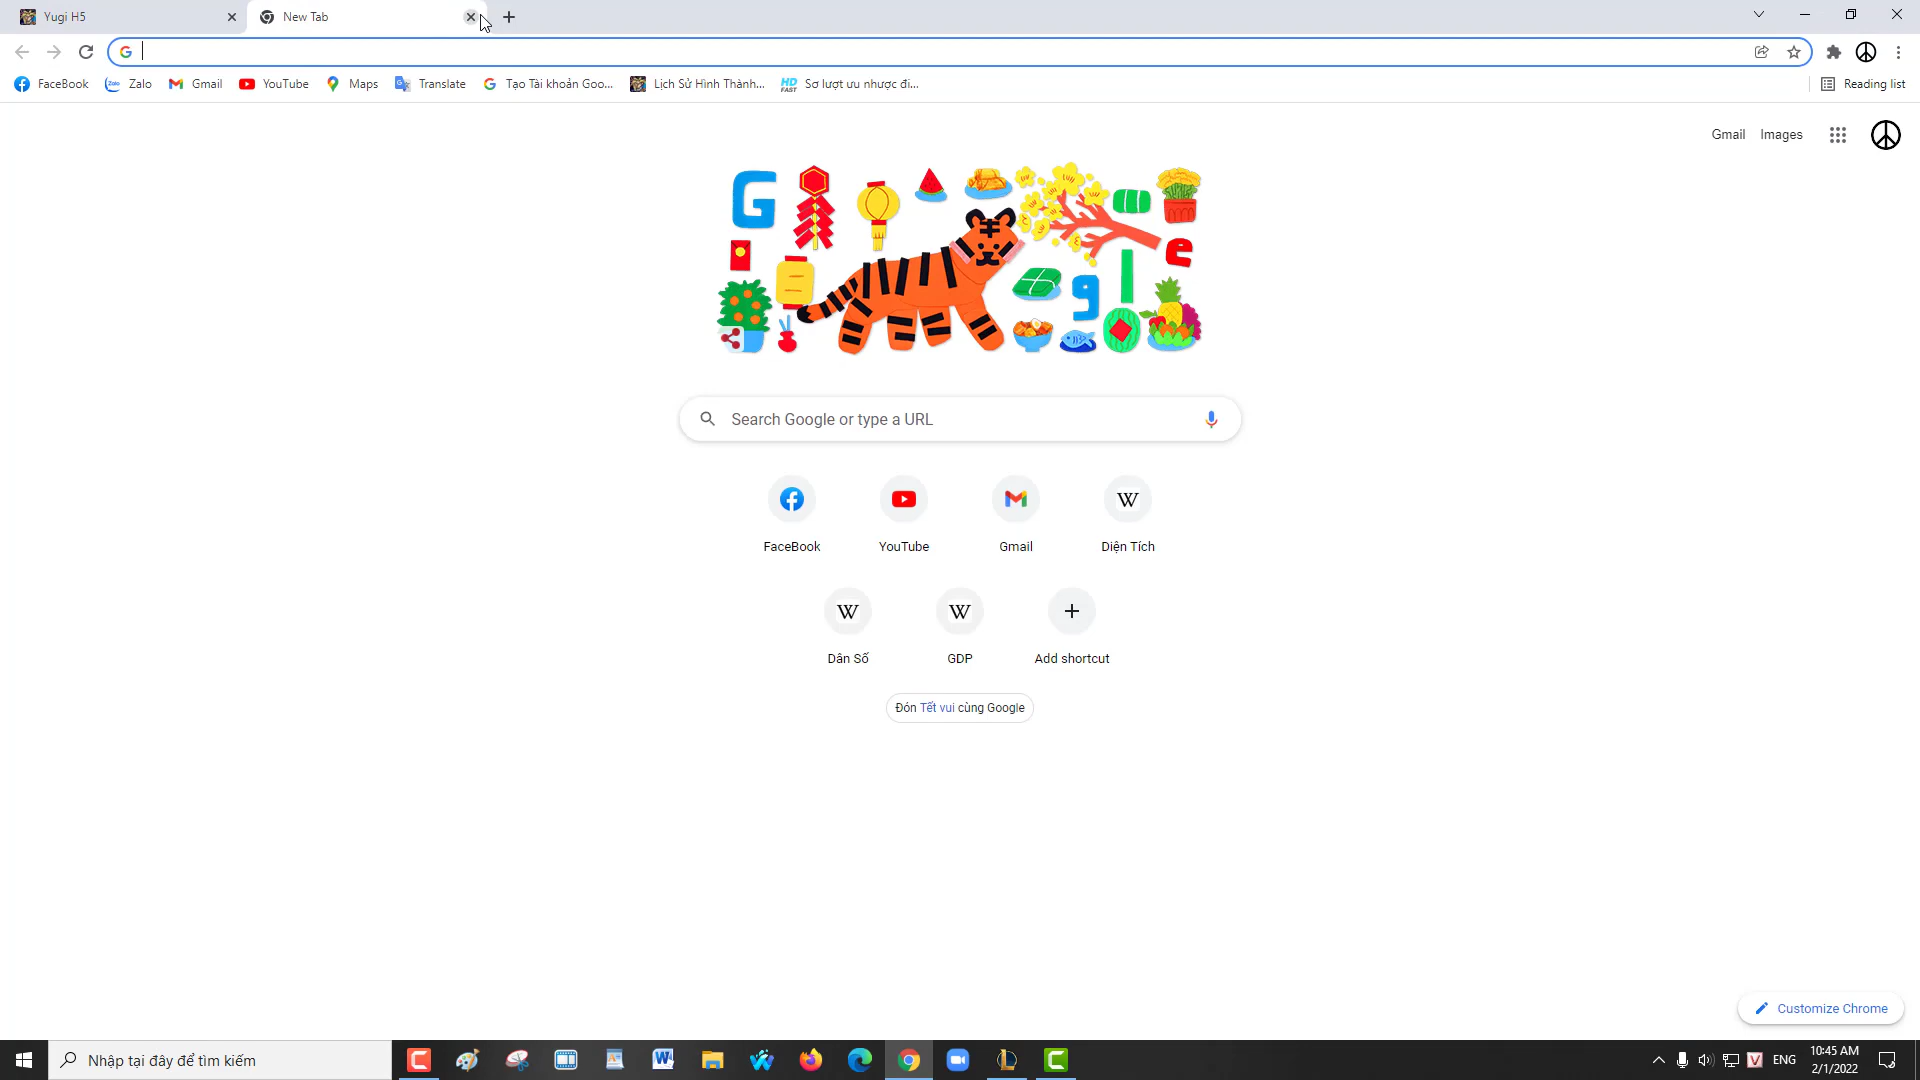 Yugi H5
New Tab
FaceBook
Zalo
Gmail
YouTube
Maps
Translate
Tạo Tài khoản Goo...
Lịch Sử Hình Thành...
Sơ lượt ưu nhược đi...
Reading list
Gmail
Images
G
g
l
e
Search Google or type a URL
FaceBook
YouTube
Gmail
Diện Tích
Dân Số
GDP
Add shortcut
Đón Tết vui cùng Google
Customize Chrome
Nhập tại đây để tìm kiếm
ENG
10:45 AM
2/1/2022